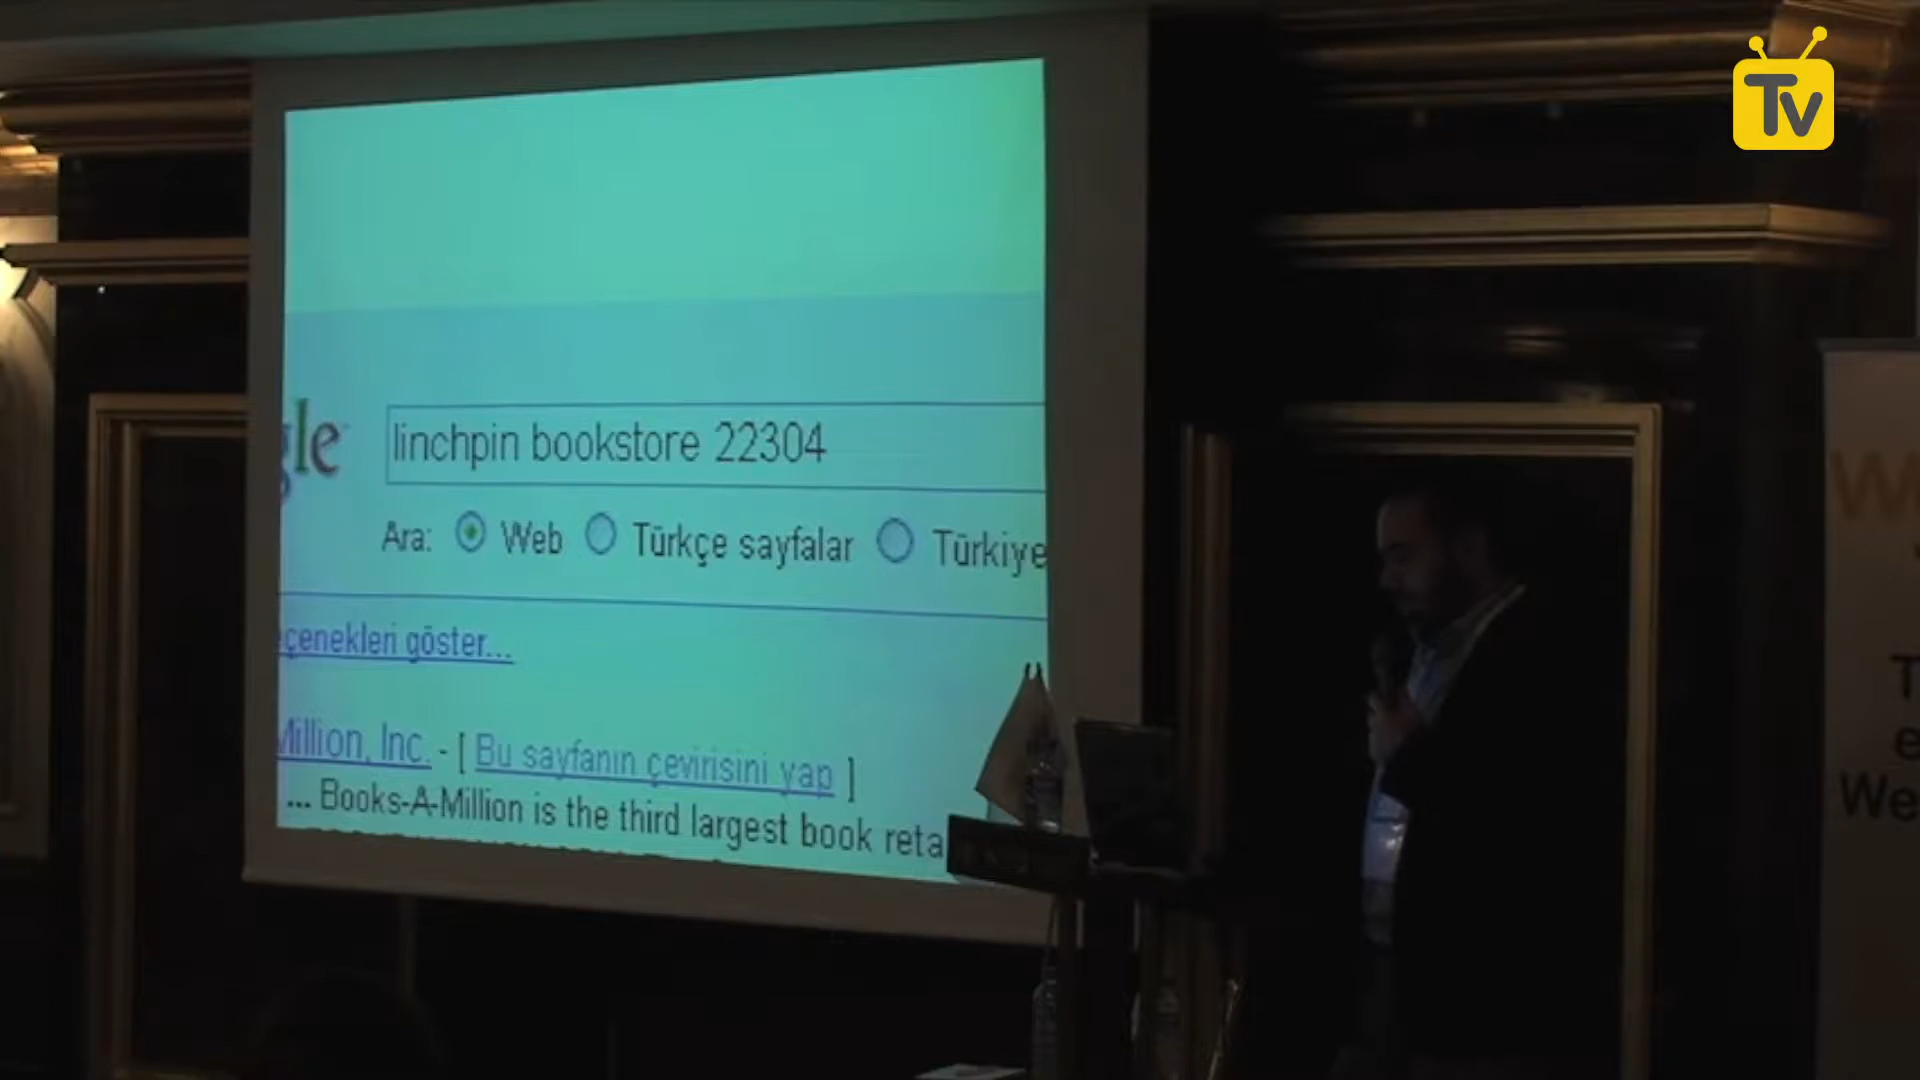 Tv
gle
linchpin bookstore 22304
Ara: Web Türkçe sayfalar Türkiye
çenekleri göster...
Million, Inc. - [ Bu sayfanın çevirisini yap ]
... Books-A-Million is the third largest book reta
W
T
e
We